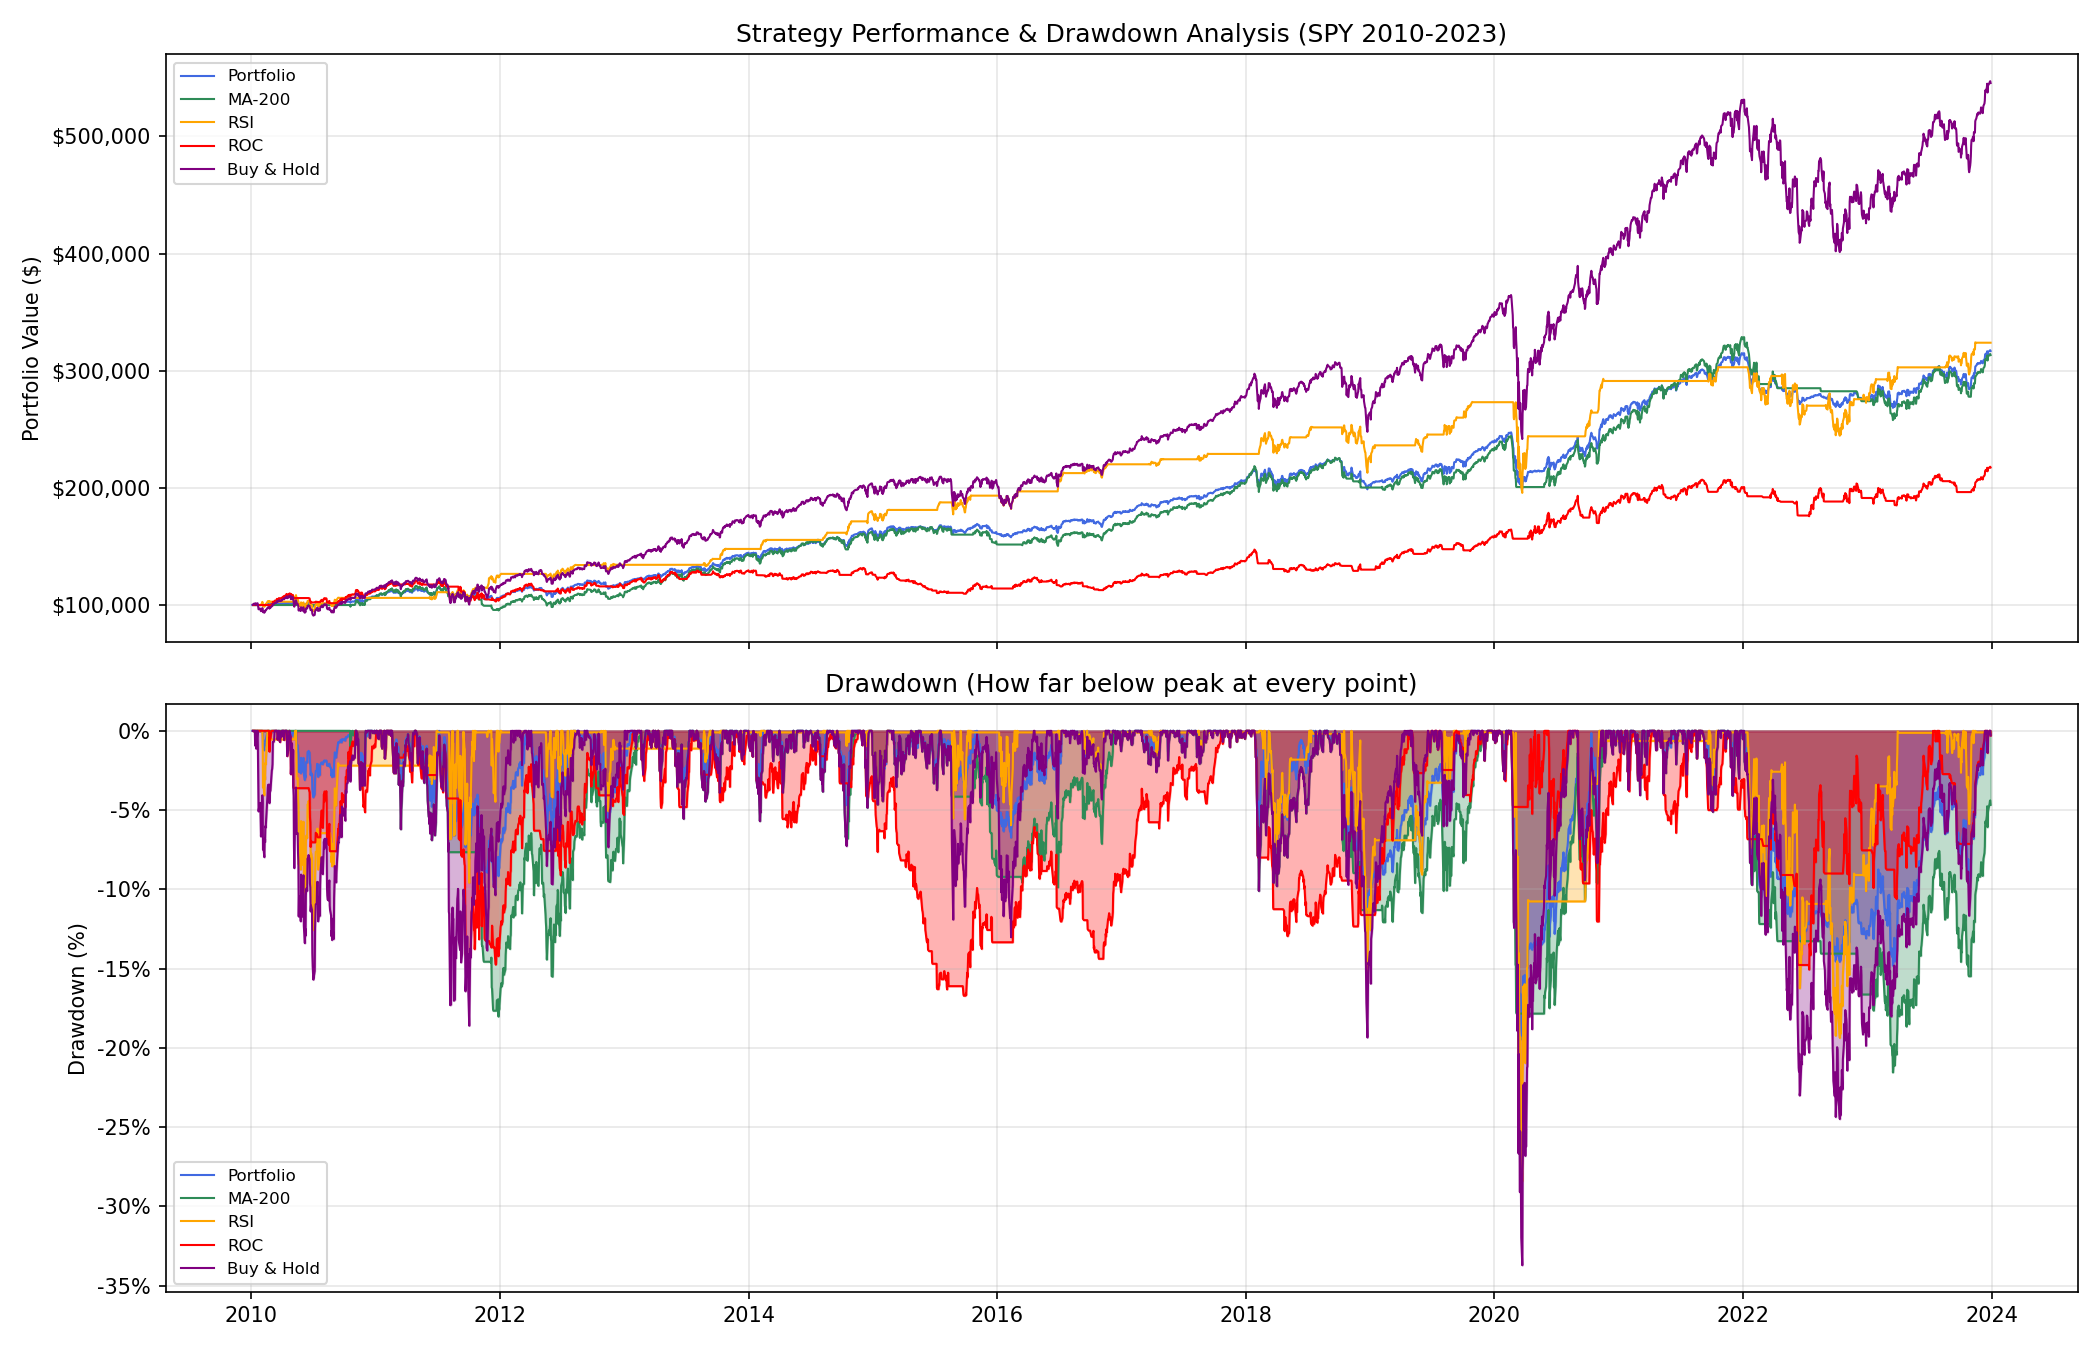 Strategy Performance & Drawdown Analysis (SPY 2010-2023)
Portfolio
MA-200
RSI
ROC
Buy & Hold
Portfolio Value ($)
$500,000
$400,000
$300,000
$200,000
$100,000
Drawdown (How far below peak at every point)
Drawdown (%)
0%
-5%
-10%
-15%
-20%
-25%
-30%
-35%
Portfolio
MA-200
RSI
ROC
Buy & Hold
2010 2012 2014 2016 2018 2020 2022 2024